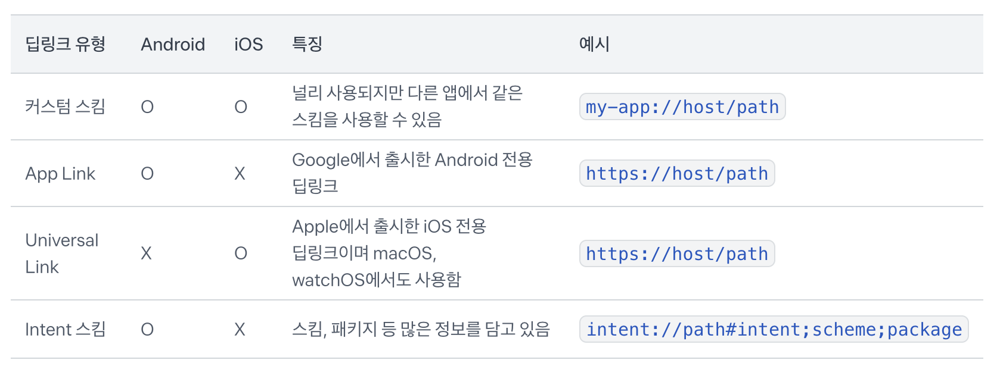 딥링크 유형 Android iOS 특징 예시
커스텀 스킴 O O 널리 사용되지만 다른 앱에서 같은
스킴을 사용할 수 있음 my-app://host/path
App Link O X Google에서 출시한 Android 전용
딥링크 https://host/path
Universal
Link X O Apple에서 출시한 iOS 전용
딥링크이며 macOS,
watchOS에서도 사용함 https://host/path
Intent 스킴 O X 스킴, 패키지 등 많은 정보를 담고 있음 intent://path#intent;scheme;package